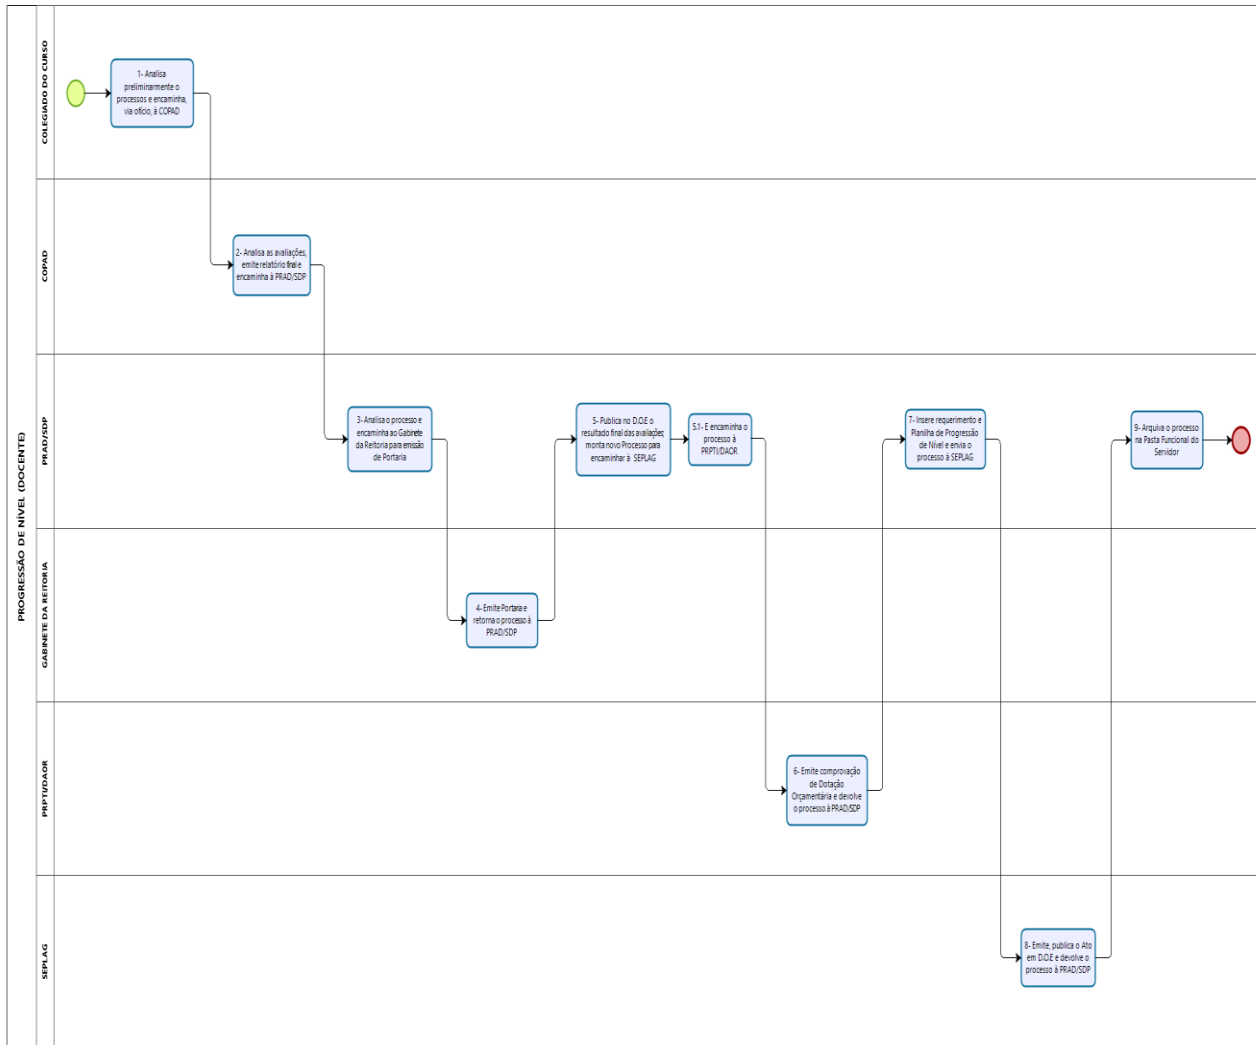 PROGRESSÃO DE NÍVEL (DOCENTE)
COLEGIADO DO CURSO
1- Analisa
preliminarmente o
processos e encaminha,
via ofício, à COPAD
COPAD
2- Analisa as avaliações,
emite relatório final e
encaminha à PRAD/SDP
PRAD/SDP
3- Analisa o processo e
encaminha ao Gabinete
da Reitoria para emissão
de Portaria
5- Publica no D.O.E o
resultado final das avaliações;
monta novo Processo para
encaminhar à SEPLAG
5.1- E encaminha o
processo à
PRPTI/DAOR
7- Insere requerimento e
Planilha de Progressão
de Nível e envia o
processo à SEPLAG
9- Arquiva o processo
na Pasta Funcional do
Servidor
GABINETE DA REITORIA
4- Emite Portaria e
retorna o processo à
PRAD/SDP
PRPTI/DAOR
6- Emite comprovação
de Dotação
Orçamentária e devolve
o processo à PRAD/SDP
SEPLAG
8- Emite, publica o Ato
em D.O.E e devolve o
processo à PRAD/SDP